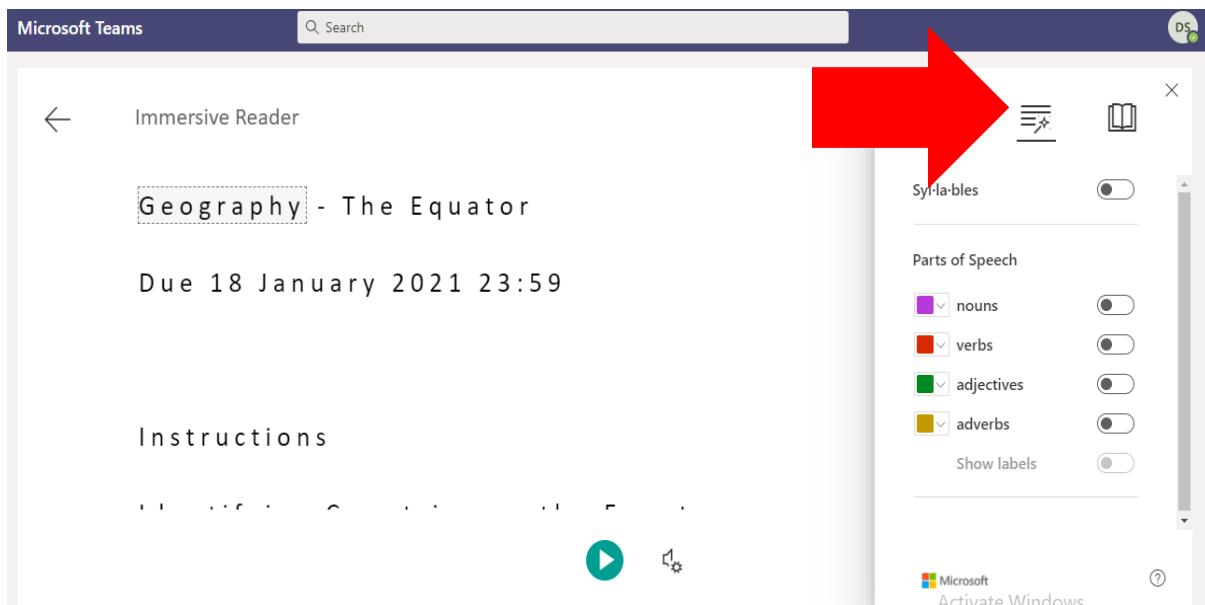 Microsoft Teams
Search
DS
Immersive Reader
Geography - The Equator
Due 18 January 2021 23:59
Instructions
Syl·la·bles
Parts of Speech
nouns
verbs
adjectives
adverbs
Show labels
Microsoft
Activate Windows